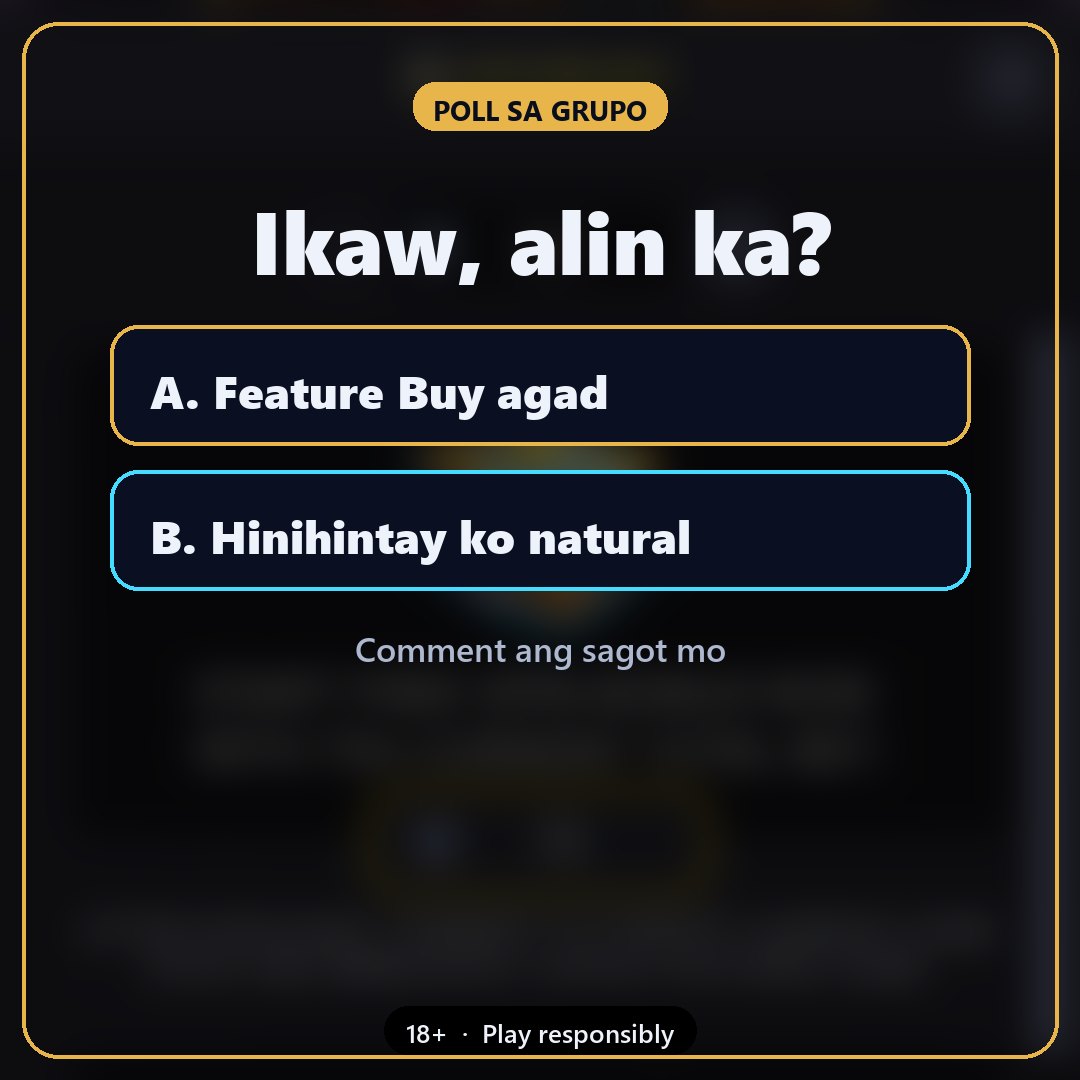 POLL SA GRUPO
Ikaw, alin ka?
A. Feature Buy agad
B. Hinihintay ko natural
Comment ang sagot mo
18+ · Play responsibly